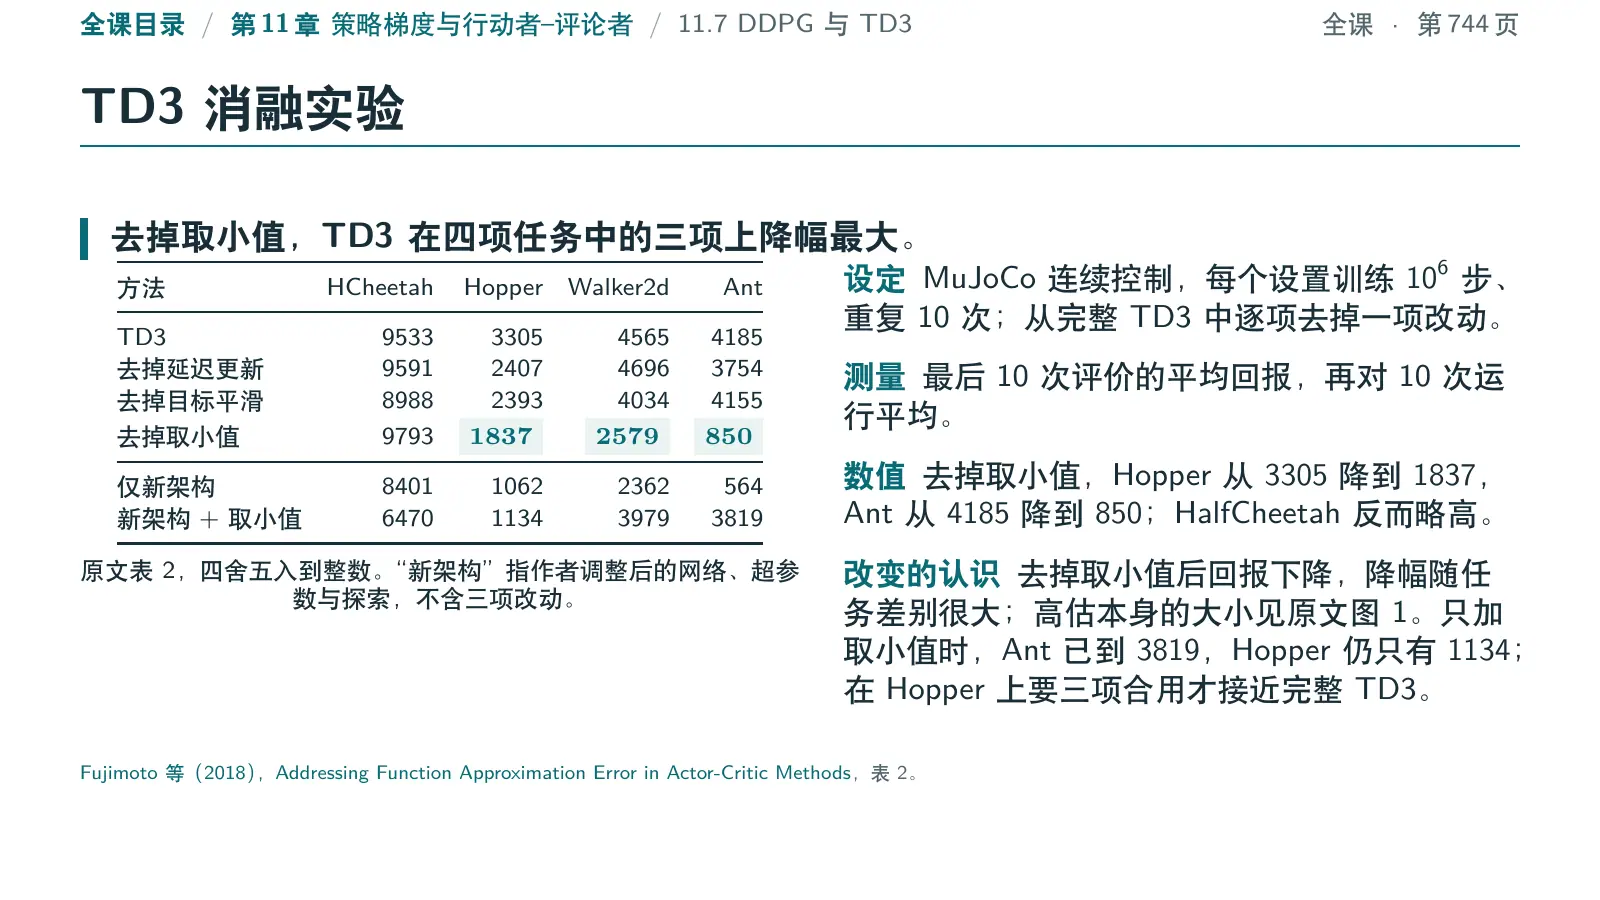 全课目录 / 第 11 章 策略梯度与行动者–评论者 / 11.7 DDPG 与 TD3
全课 · 第 744 页
TD3 消融实验
去掉取小值，TD3 在四项任务中的三项上降幅最大。
方法 HCheetah Hopper Walker2d Ant
TD3 9533 3305 4565 4185
去掉延迟更新 9591 2407 4696 3754
去掉目标平滑 8988 2393 4034 4155
去掉取小值 9793 1837 2579 850
仅新架构 8401 1062 2362 564
新架构 + 取小值 6470 1134 3979 3819
原文表 2，四舍五入到整数。“新架构” 指作者调整后的网络、超参
数与探索，不含三项改动。
设定 MuJoCo 连续控制，每个设置训练 10⁶ 步、
重复 10 次；从完整 TD3 中逐项去掉一项改动。
测量 最后 10 次评价的平均回报，再对 10 次运
行平均。
数值 去掉取小值，Hopper 从 3305 降到 1837，
Ant 从 4185 降到 850；HalfCheetah 反而略高。
改变的认识 去掉取小值后回报下降，降幅随任
务差别很大；高估本身的大小见原文图 1。只加
取小值时，Ant 已到 3819，Hopper 仍只有 1134；
在 Hopper 上要三项合用才接近完整 TD3。
Fujimoto 等 (2018)，Addressing Function Approximation Error in Actor-Critic Methods，表 2。